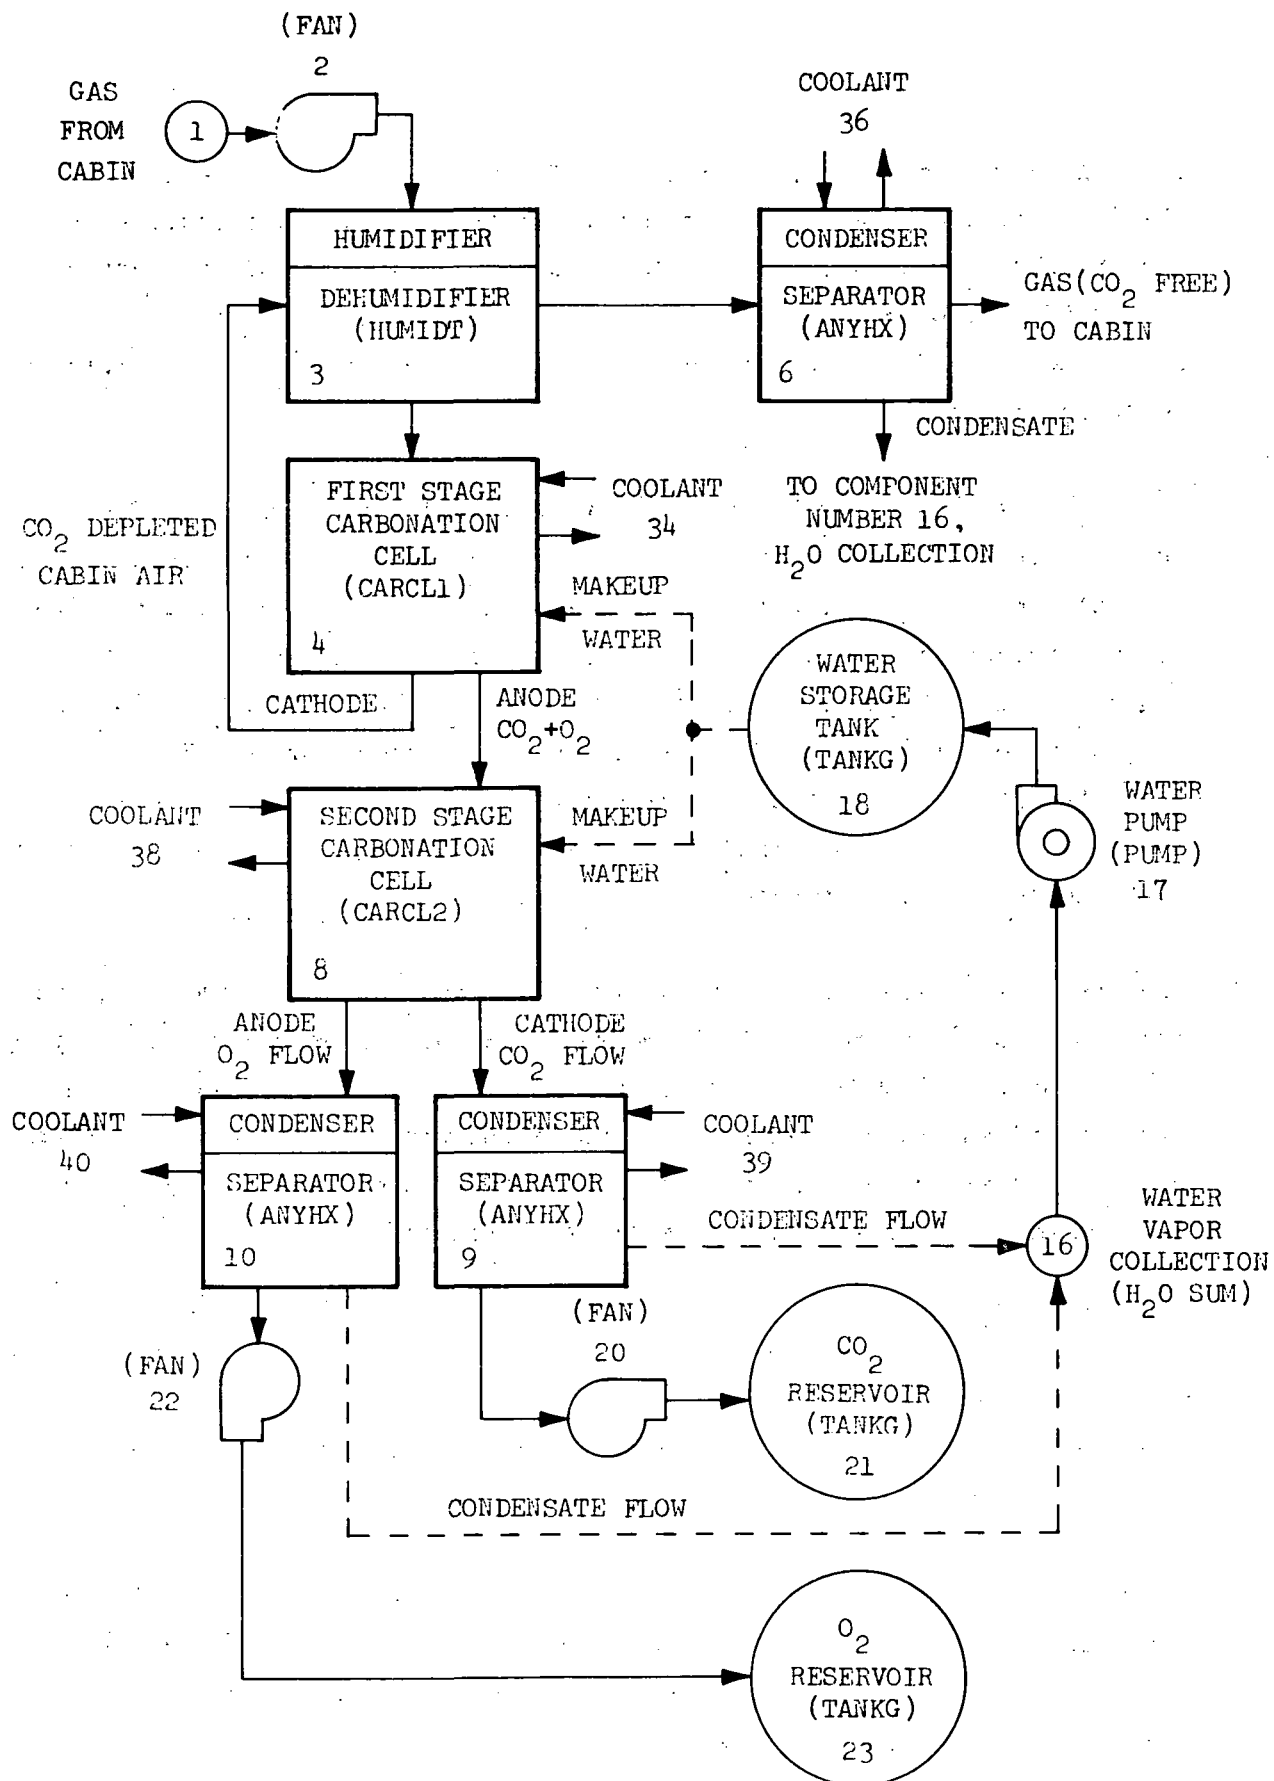 (FAN)
2
GAS
FROM
CABIN
1
COOLANT
36
HUMIDIFIER
DEHUMIDIFIER
(HUMIDT)
3
CONDENSER
SEPARATOR
(ANYHX)
6
GAS(CO₂ FREE)
TO CABIN
CONDENSATE
TO COMPONENT
NUMBER 16,
H₂O COLLECTION
FIRST STAGE
CARBONATION
CELL
(CARCL1)
4
COOLANT
34
CO₂ DEPLETED
CABIN AIR
MAKEUP
WATER
CATHODE
ANODE
CO₂+O₂
WATER
STORAGE
TANK
(TANKG)
18
WATER
PUMP
(PUMP)
17
COOLANT
38
SECOND STAGE
CARBONATION
CELL
(CARCL2)
8
MAKEUP
WATER
ANODE
O₂ FLOW
CATHODE
CO₂ FLOW
COOLANT
40
CONDENSER
SEPARATOR
(ANYHX)
10
CONDENSER
SEPARATOR
(ANYHX)
9
COOLANT
39
CONDENSATE FLOW
16
WATER
VAPOR
COLLECTION
(H₂O SUM)
(FAN)
22
(FAN)
20
CO₂
RESERVOIR
(TANKG)
21
CONDENSATE FLOW
O₂
RESERVOIR
(TANKG)
23